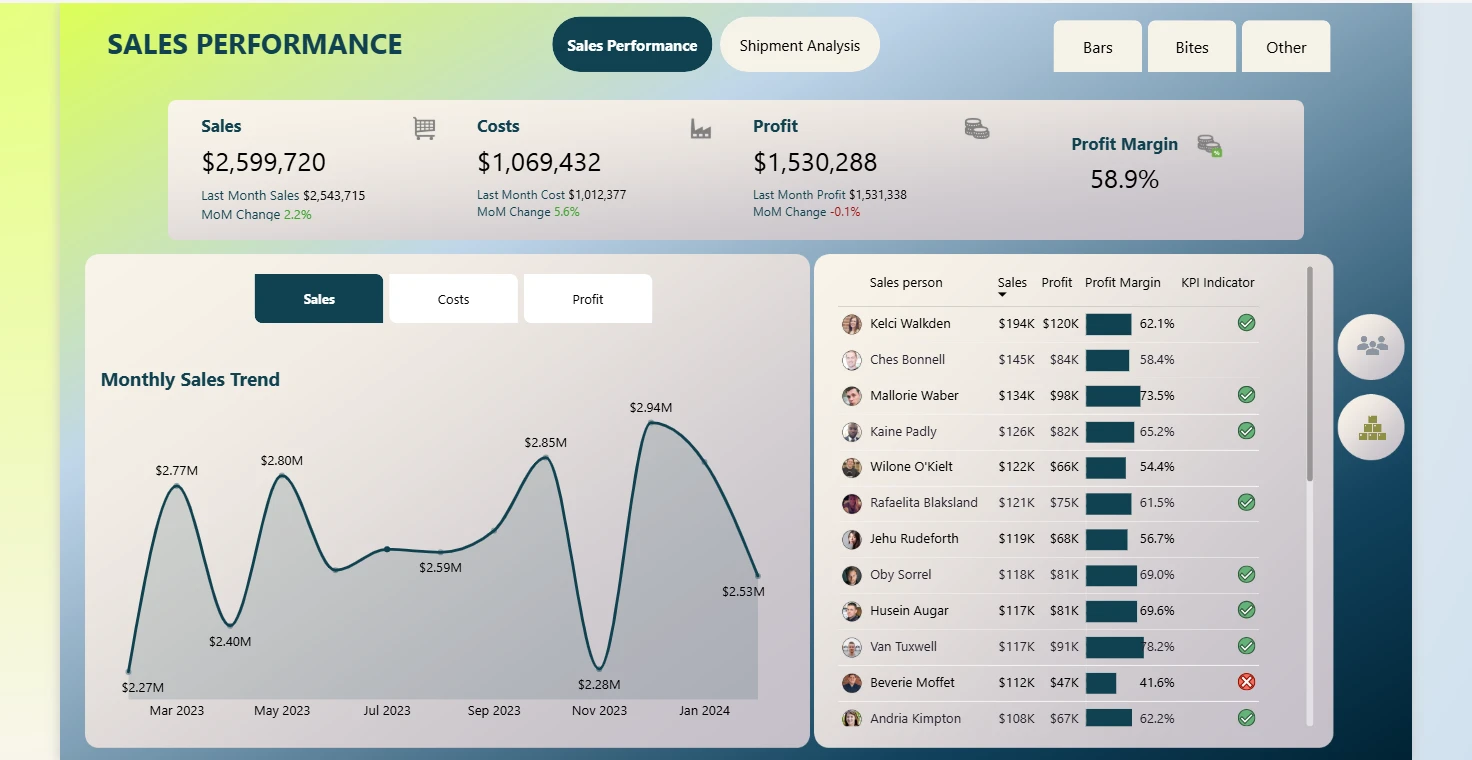 SALES PERFORMANCE
Sales Performance
Shipment Analysis
Bars
Bites
Other
Sales
$2,599,720
Last Month Sales $2,543,715
MoM Change 2.2%
Costs
$1,069,432
Last Month Cost $1,012,377
MoM Change 5.6%
Profit
$1,530,288
Last Month Profit $1,531,338
MoM Change -0.1%
Profit Margin
58.9%
Sales
Costs
Profit
Monthly Sales Trend
$2.94M
$2.85M
$2.80M
$2.77M
$2.59M
$2.53M
$2.40M
$2.28M
$2.27M
Mar 2023 May 2023 Jul 2023 Sep 2023 Nov 2023 Jan 2024
Sales person Sales Profit Profit Margin KPI Indicator
Kelci Walkden $194K $120K 62.1%
Ches Bonnell $145K $84K 58.4%
Mallorie Waber $134K $98K 73.5%
Kaine Padly $126K $82K 65.2%
Wilone O'Kielt $122K $66K 54.4%
Rafaelita Blaksland $121K $75K 61.5%
Jehu Rudeforth $119K $68K 56.7%
Oby Sorrel $118K $81K 69.0%
Husein Augar $117K $81K 69.6%
Van Tuxwell $117K $91K 78.2%
Beverie Moffet $112K $47K 41.6%
Andria Kimpton $108K $67K 62.2%